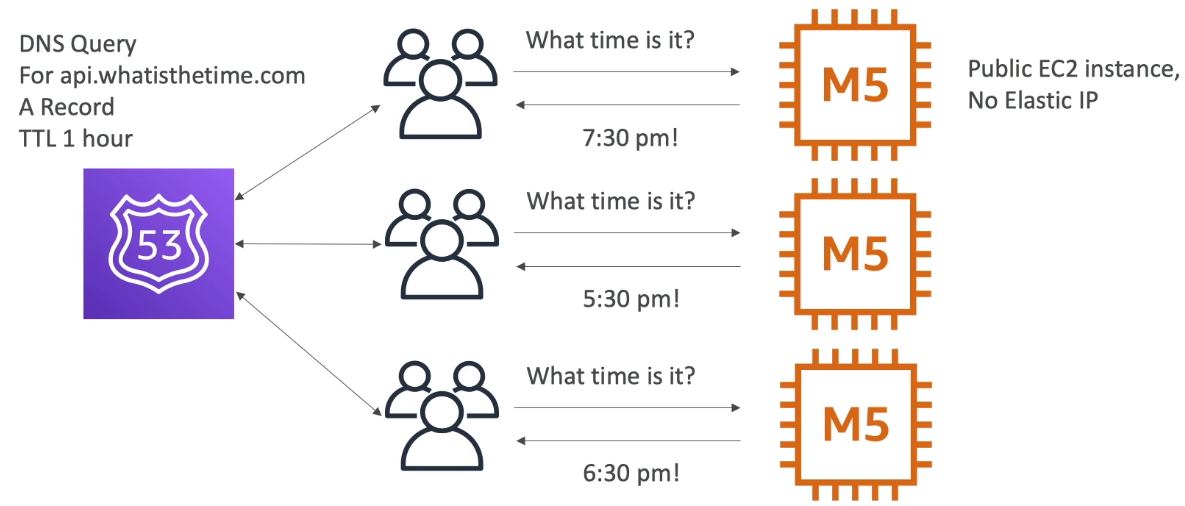 DNS Query
For api.whatisthetime.com
A Record
TTL 1 hour
53
What time is it?
7:30 pm!
M5
Public EC2 instance,
No Elastic IP
What time is it?
5:30 pm!
M5
What time is it?
6:30 pm!
M5